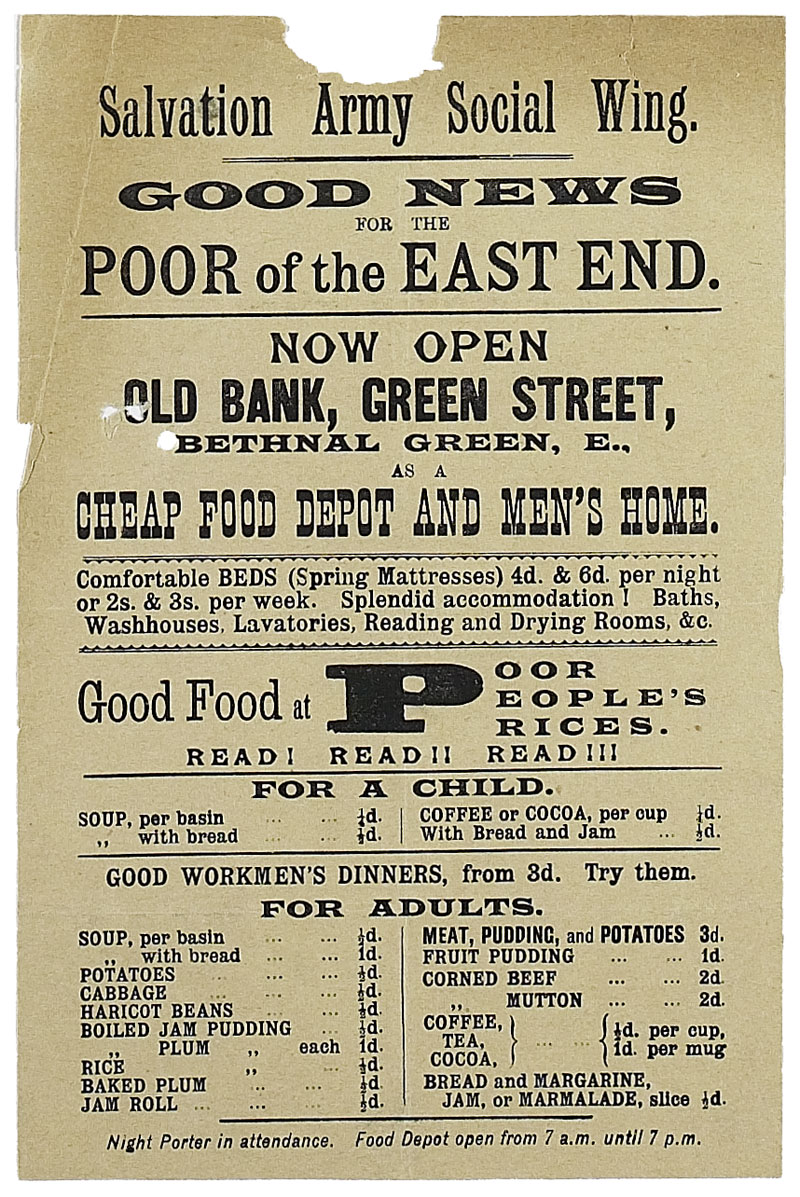 Salvation Army Social Wing.
GOOD NEWS
FOR THE
POOR of the EAST END.
NOW OPEN
OLD BANK, GREEN STREET,
BETHNAL GREEN, E.,
AS A
CHEAP FOOD DEPOT AND MEN'S HOME.
Comfortable BEDS (Spring Mattresses) 4d. & 6d. per night
or 2s. & 3s. per week. Splendid accommodation! Baths,
Washhouses, Lavatories, Reading and Drying Rooms, &c.
Good Food at POOR
PEOPLE'S
PRICES.
READ! READ!! READ!!!
FOR A CHILD.
SOUP, per basin ... ... ¼d.
„ with bread ... ... ½d.
COFFEE or COCOA, per cup ¼d.
With Bread and Jam ... ½d.
GOOD WORKMEN'S DINNERS, from 3d. Try them.
FOR ADULTS.
SOUP, per basin ... ... ½d.
„ with bread ... ... 1d.
POTATOES ... ... ½d.
CABBAGE ... ... ½d.
HARICOT BEANS ... ... ½d.
BOILED JAM PUDDING ... ½d.
„ PLUM „ each 1d.
RICE „ ... ½d.
BAKED PLUM ... ... ½d.
JAM ROLL ... ... ... ½d.
MEAT, PUDDING, and POTATOES 3d.
FRUIT PUDDING ... ... 1d.
CORNED BEEF ... ... 2d.
„ MUTTON ... ... 2d.
COFFEE,
TEA, ... ... ½d. per cup,
COCOA, 1d. per mug
BREAD and MARGARINE,
JAM, or MARMALADE, slice ½d.
Night Porter in attendance. Food Depot open from 7 a.m. until 7 p.m.